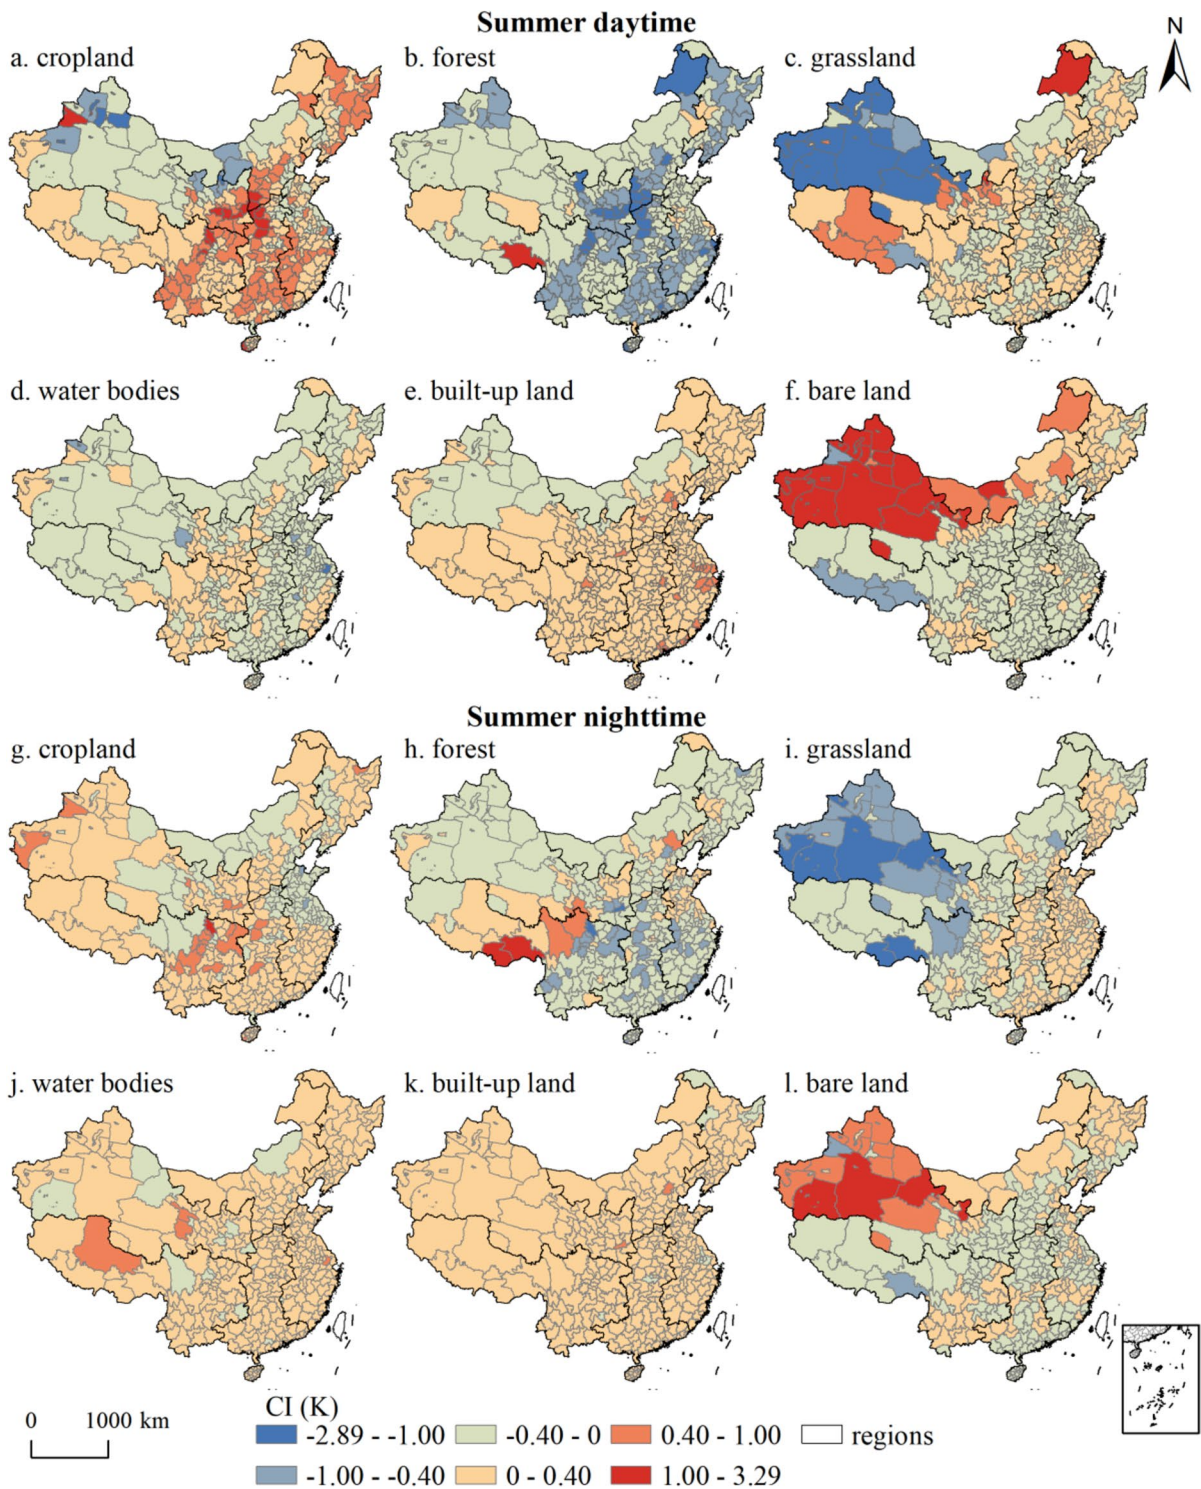 Summer daytime
N
a. cropland
b. forest
c. grassland
d. water bodies
e. built-up land
f. bare land
Summer nighttime
g. cropland
h. forest
i. grassland
j. water bodies
k. built-up land
l. bare land
0 1000 km
CI (K)
-2.89 - -1.00 -0.40 - 0 0.40 - 1.00 regions
-1.00 - -0.40 0 - 0.40 1.00 - 3.29